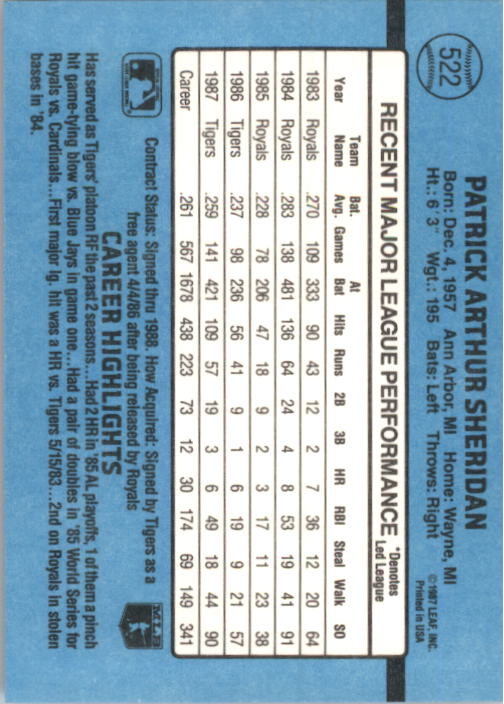 522
PATRICK ARTHUR SHERIDAN
Born: Dec. 4, 1957 Ann Arbor, MI Home: Wayne, MI
Ht.: 6' 3" Wgt.: 195 Bats: Left Throws: Right
©1987 LEAF, INC.
Printed in USA
RECENT MAJOR LEAGUE PERFORMANCE *Denotes Led League
Year Team Name Bat. Avg. Games At Bat Hits Runs 2B 3B HR RBI Steal Walk SO
1983 Royals .270 109 333 90 43 12 2 7 36 12 20 64
1984 Royals .283 138 481 136 64 24 4 8 53 19 41 91
1985 Royals .228 78 206 47 18 9 2 3 17 11 23 38
1986 Tigers .237 98 236 56 41 9 1 6 19 9 21 57
1987 Tigers .259 141 421 109 57 19 3 6 49 18 44 90
Career .261 567 1678 438 223 73 12 30 174 69 149 341
Contract Status: Signed thru 1988. How Acquired: Signed by Tigers as a
free agent 4/4/86 after being released by Royals
CAREER HIGHLIGHTS
Has served as Tigers' platoon RF the past 2 seasons...Had 2 HR in '85 AL playoffs, 1 of them a pinch
hit game-tying blow vs. Blue Jays in game one...Had a pair of doubles in '85 World Series for
Royals vs. Cardinals...First major lg. hit was a HR vs. Tigers 5/15/83...2nd on Royals in stolen
bases in '84.